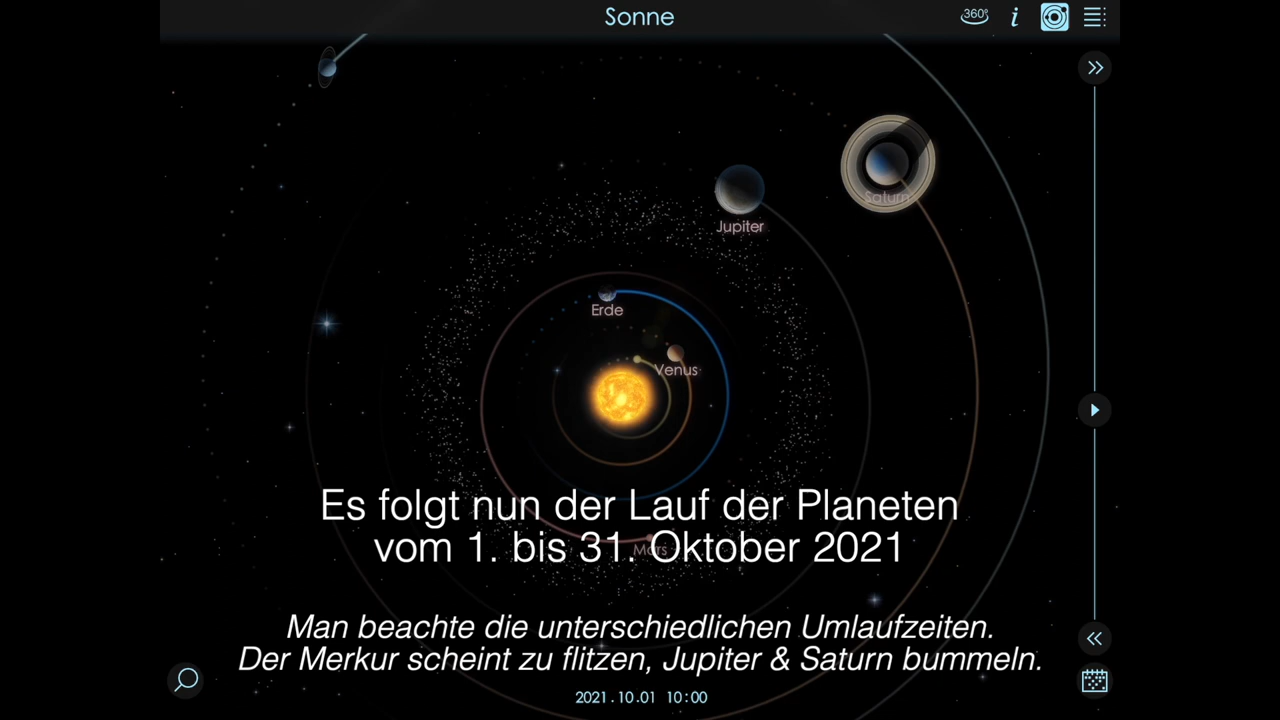 Sonne
360°
i
Saturn
Jupiter
Erde
Venus
Es folgt nun der Lauf der Planeten
vom 1. bis 31. Oktober 2021
Mars
Man beachte die unterschiedlichen Umlaufzeiten.
Der Merkur scheint zu flitzen, Jupiter & Saturn bummeln.
2021.10.01 10:00